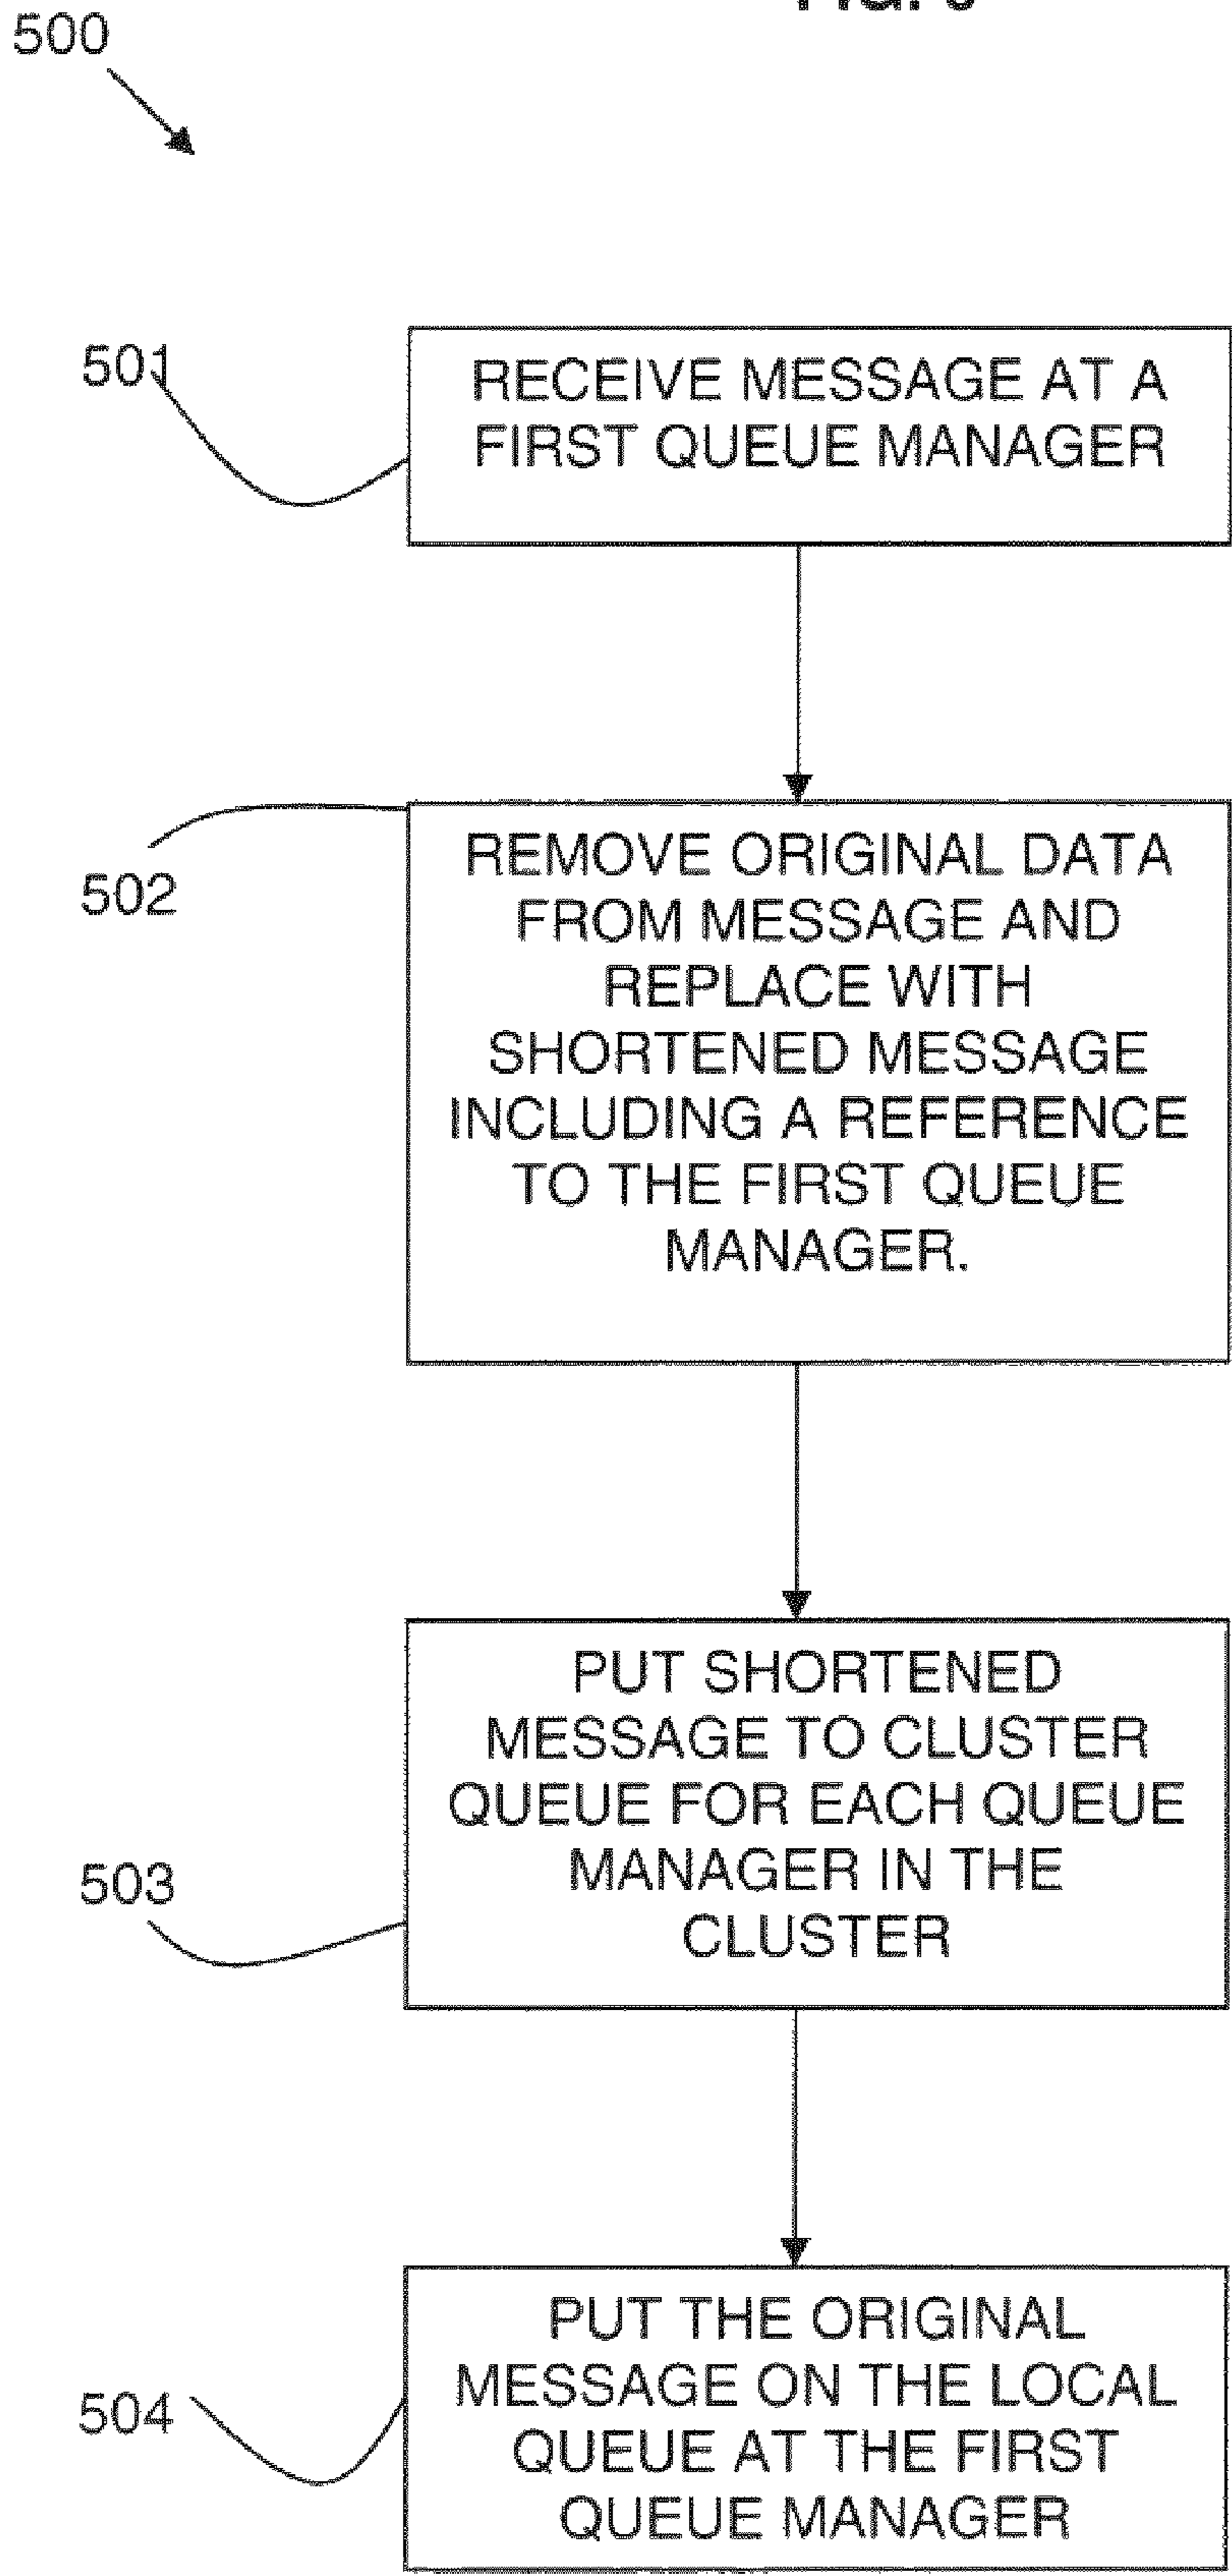 500
501
RECEIVE MESSAGE AT A
FIRST QUEUE MANAGER
502
REMOVE ORIGINAL DATA
FROM MESSAGE AND
REPLACE WITH
SHORTENED MESSAGE
INCLUDING A REFERENCE
TO THE FIRST QUEUE
MANAGER.
503
PUT SHORTENED
MESSAGE TO CLUSTER
QUEUE FOR EACH QUEUE
MANAGER IN THE
CLUSTER
504
PUT THE ORIGINAL
MESSAGE ON THE LOCAL
QUEUE AT THE FIRST
QUEUE MANAGER